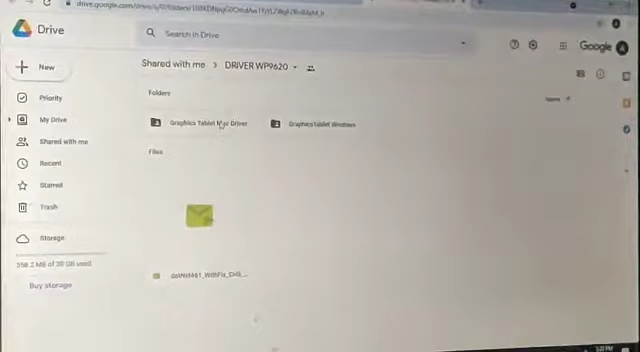 Drive
Search in Drive
Google
New
Shared with me > DRIVER WP9620
Priority
Folders
Name
My Drive
Graphics Tablet Mac Driver
Graphics tablet Windows
Shared with me
Files
Recent
Starred
Trash
Storage
Buy storage